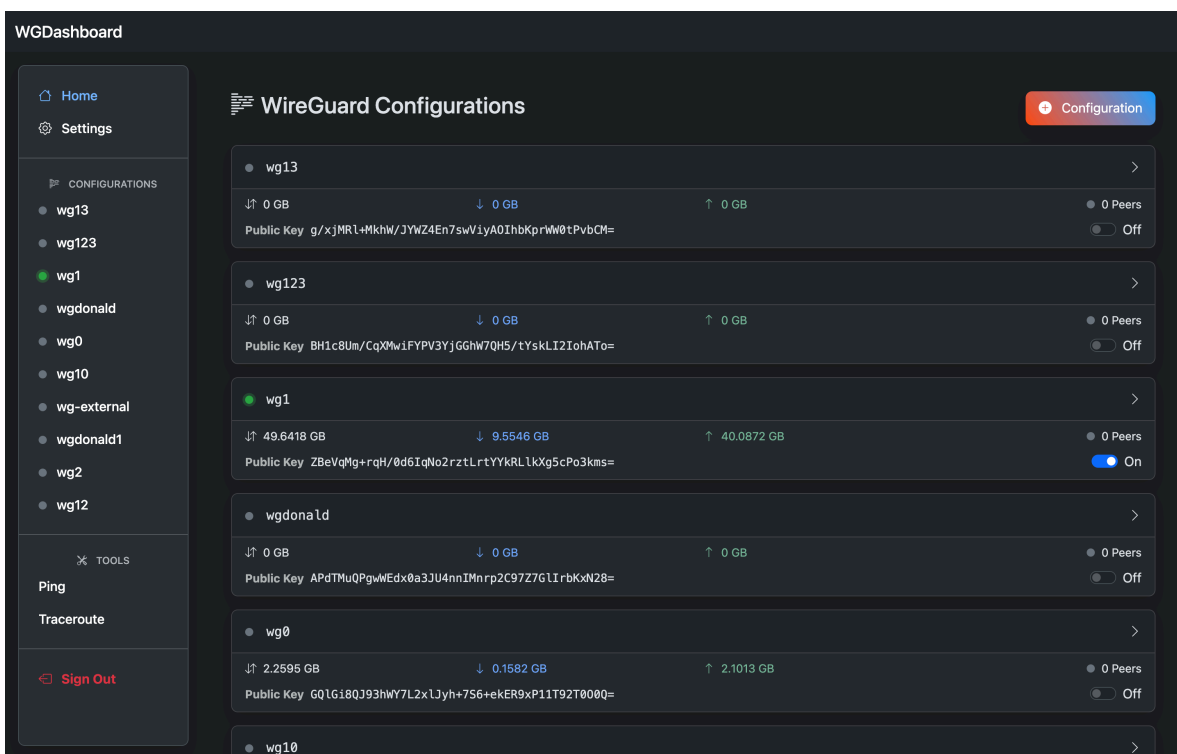 WGDashboard
Home
Settings
CONFIGURATIONS
wg13
wg123
wg1
wgdonald
wg0
wg10
wg-external
wgdonald1
wg2
wg12
TOOLS
Ping
Traceroute
Sign Out
WireGuard Configurations
Configuration
wg13
0 GB 0 GB 0 GB 0 Peers
Public Key g/xjMRl+MkhW/JYWZ4En7swViyAOIhbKprWW0tPvbCM= Off
wg123
0 GB 0 GB 0 GB 0 Peers
Public Key BH1c8Um/CqXMwiFYPV3YjGGhW7QH5/tYskLI2IohATo= Off
wg1
49.6418 GB 9.5546 GB 40.0872 GB 0 Peers
Public Key ZBeVqMg+rqH/0d6IqNo2rztLrtYYkRLlkXg5cPo3kms= On
wgdonald
0 GB 0 GB 0 GB 0 Peers
Public Key APdTMuQPgwWEdx0a3JU4nnIMnrp2C97Z7GlIrbKxN28= Off
wg0
2.2595 GB 0.1582 GB 2.1013 GB 0 Peers
Public Key GQlGi8QJ93hWY7L2xlJyh+7S6+ekER9xP11T92T0O0Q= Off
wg10